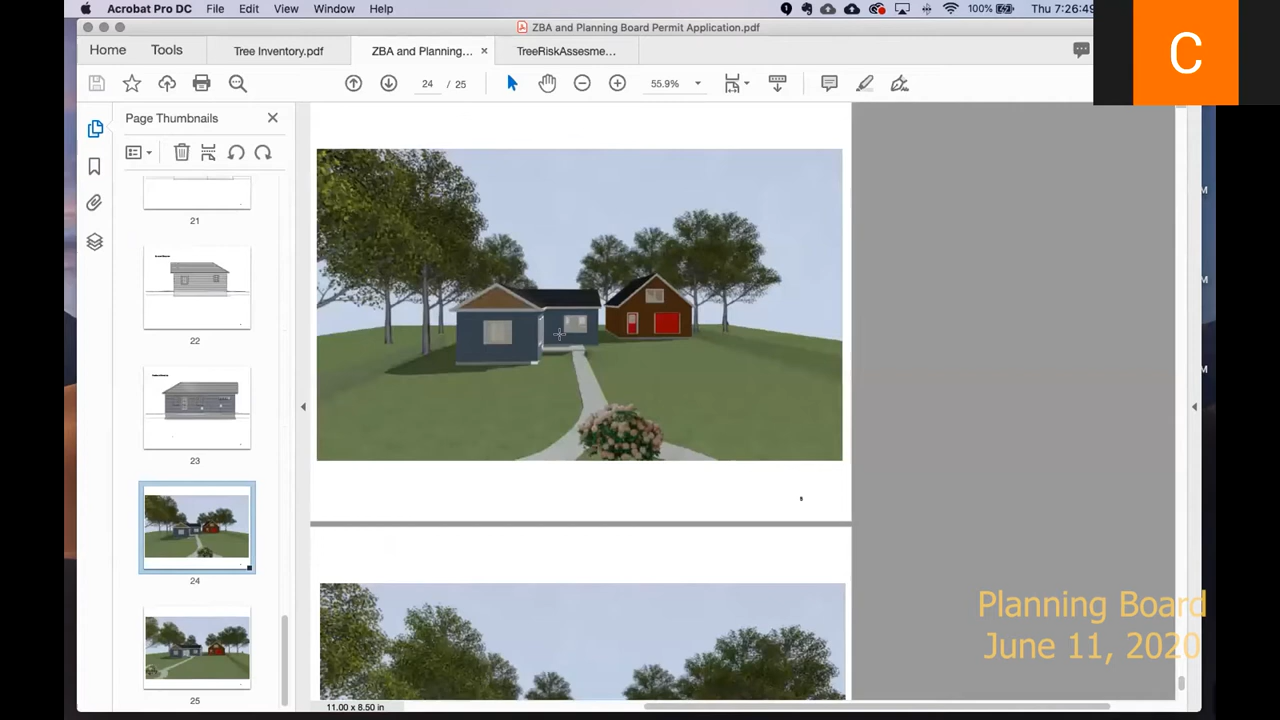 Acrobat Pro DC File Edit View Window Help 100% Thu 7:26:49
ZBA and Planning Board Permit Application.pdf
Home Tools Tree Inventory.pdf ZBA and Planning... × TreeRiskAssesme...
24 / 25 55.9%
C
Page Thumbnails
21
22
23
24
25
M
M
M
Planning Board
June 11, 2020
11.00 x 8.50 in